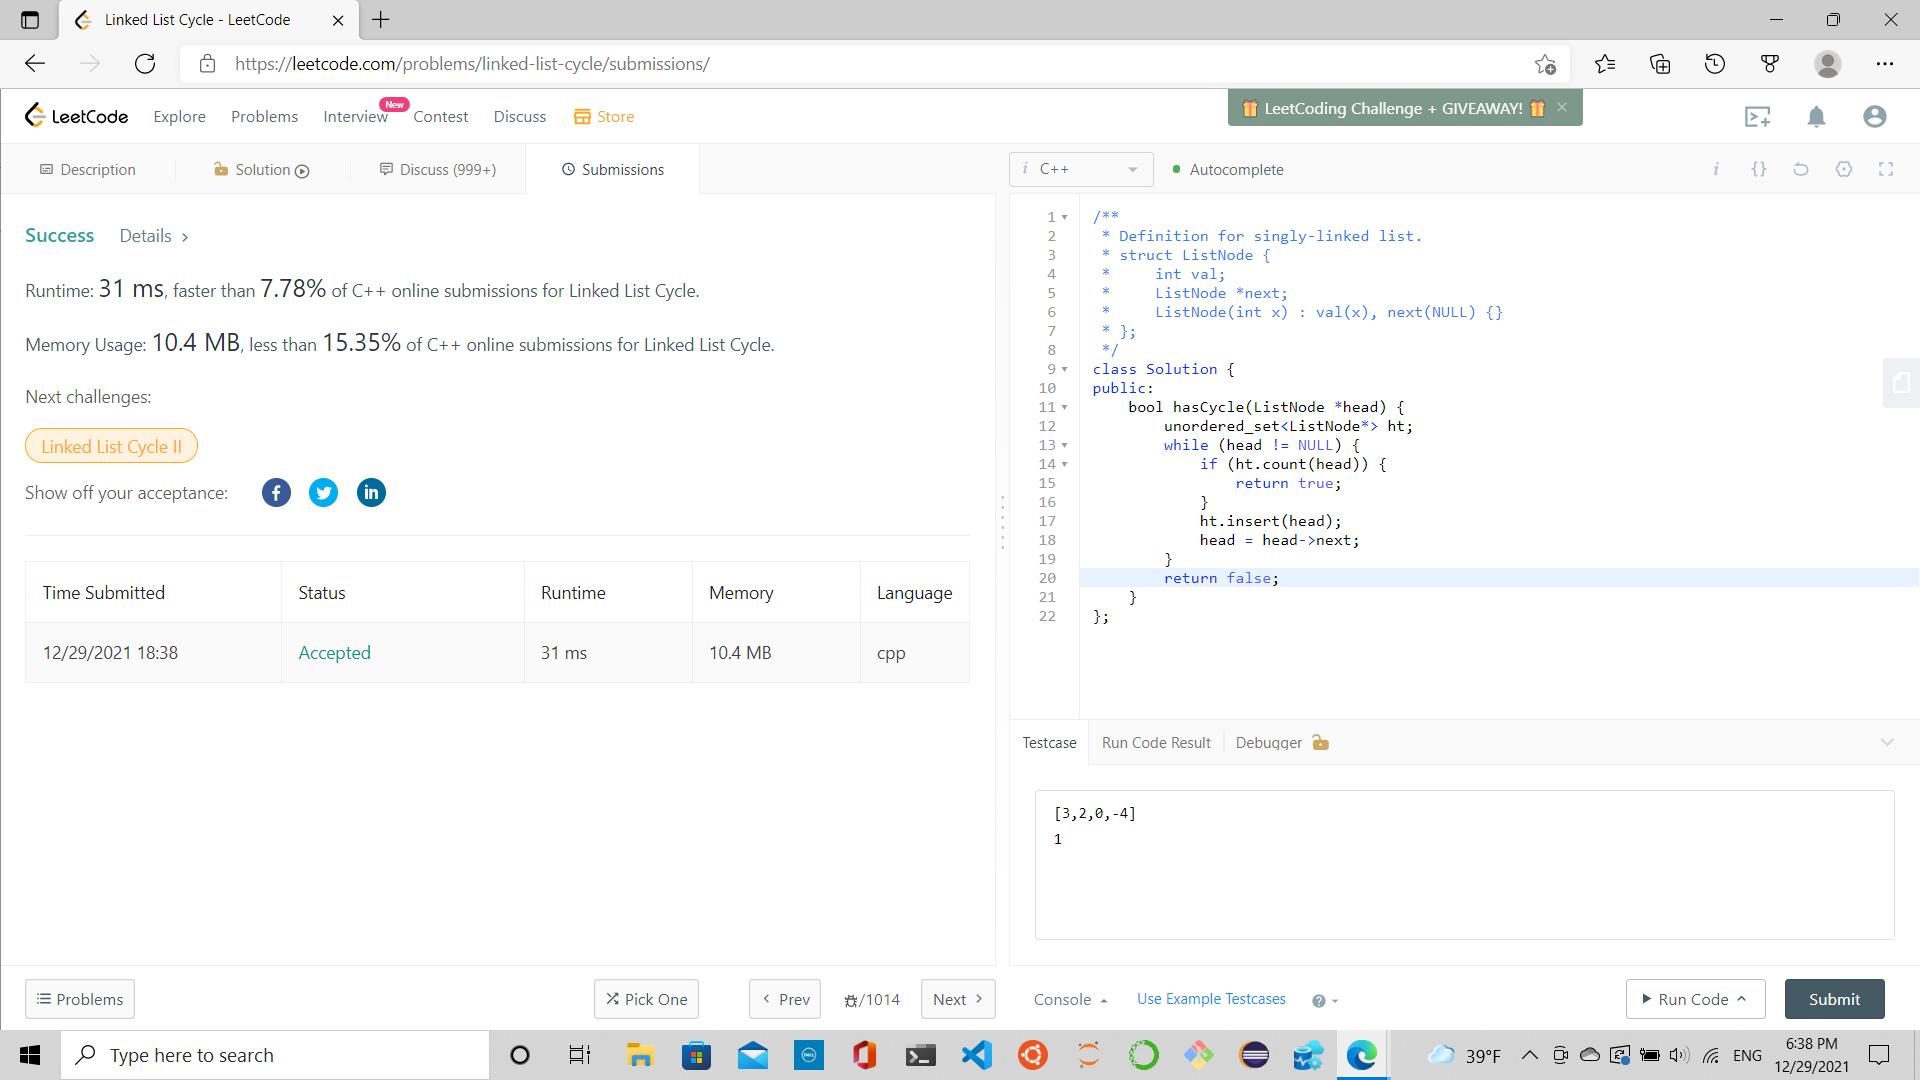 Linked List Cycle - LeetCode
https://leetcode.com/problems/linked-list-cycle/submissions/
LeetCode
Explore
Problems
Interview
New
Contest
Discuss
Store
LeetCoding Challenge + GIVEAWAY!
Description
Solution
Discuss (999+)
Submissions
Success
Details
Runtime: 31 ms, faster than 7.78% of C++ online submissions for Linked List Cycle.
Memory Usage: 10.4 MB, less than 15.35% of C++ online submissions for Linked List Cycle.
Next challenges:
Linked List Cycle II
Show off your acceptance:
Time Submitted Status Runtime Memory Language
12/29/2021 18:38 Accepted 31 ms 10.4 MB cpp
Problems
Pick One
Prev
/1014
Next
i C++
Autocomplete
1 /**
2 * Definition for singly-linked list.
3 * struct ListNode {
4 *     int val;
5 *     ListNode *next;
6 *     ListNode(int x) : val(x), next(NULL) {}
7 * };
8 */
9 class Solution {
10 public:
11     bool hasCycle(ListNode *head) {
12         unordered_set<ListNode*> ht;
13         while (head != NULL) {
14             if (ht.count(head)) {
15                 return true;
16             }
17             ht.insert(head);
18             head = head->next;
19         }
20         return false;
21     }
22 };
Testcase
Run Code Result
Debugger
[3,2,0,-4]
1
Console
Use Example Testcases
Run Code
Submit
Type here to search
39°F
ENG
6:38 PM
12/29/2021